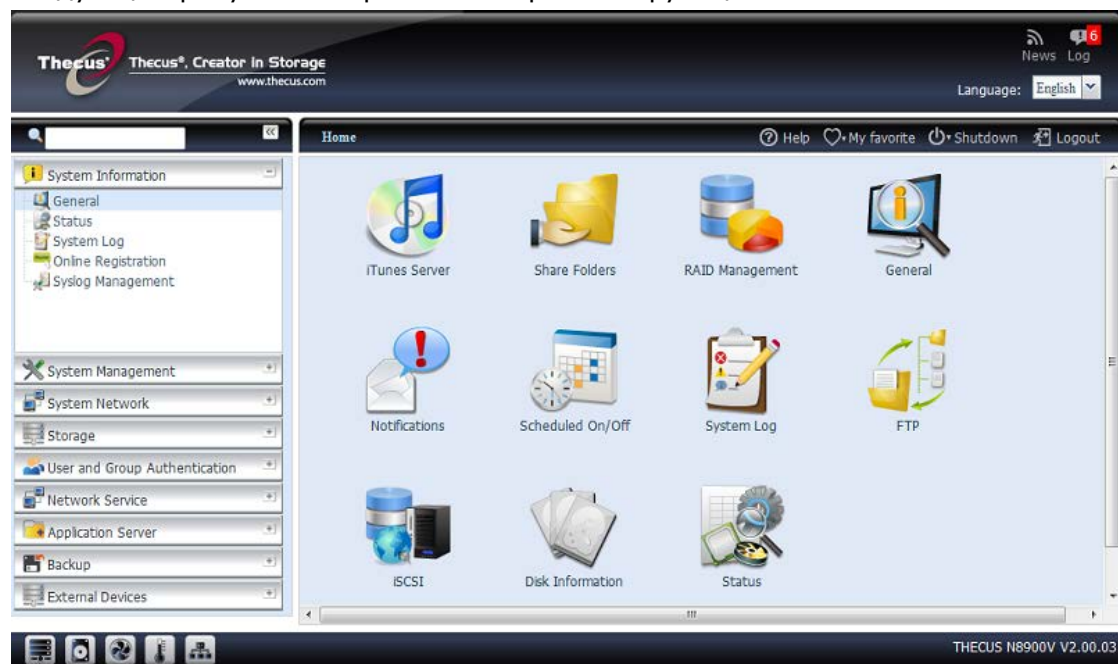 Thecus®
Thecus®, Creator in Storage
www.thecus.com
News Log
6
Language: English
Home
Help My favorite Shutdown Logout
System Information
General
Status
System Log
Online Registration
Syslog Management
System Management
System Network
Storage
User and Group Authentication
Network Service
Application Server
Backup
External Devices
iTunes Server
Share Folders
RAID Management
General
Notifications
Scheduled On/Off
System Log
FTP
iSCSI
Disk Information
Status
THECUS N8900V V2.00.03